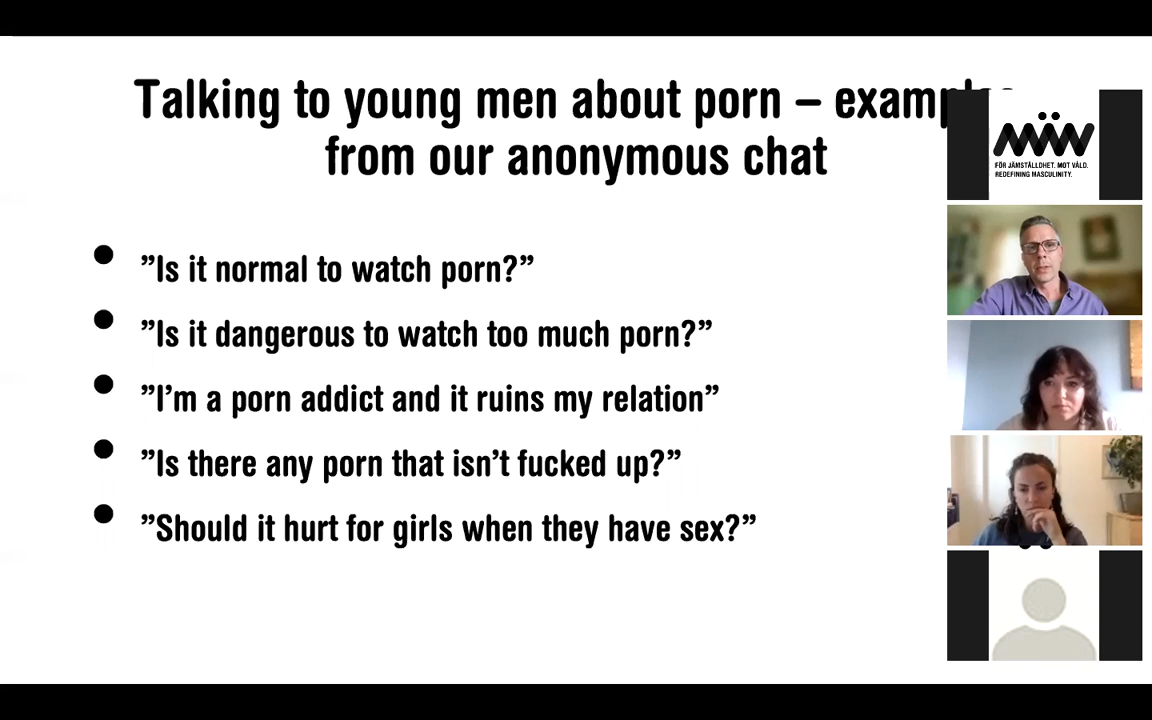 Talking to young men about porn –
from our anonymous chat
”Is it normal to watch porn?”
”Is it dangerous to watch too much porn?”
”I’m a porn addict and it ruins my relation”
”Is there any porn that isn’t fucked up?”
”Should it hurt for girls when they have sex?”
MÄN
FÖR JÄMSTÄLLDHET. MOT VÅLD.
REDEFINING MASCULINITY.